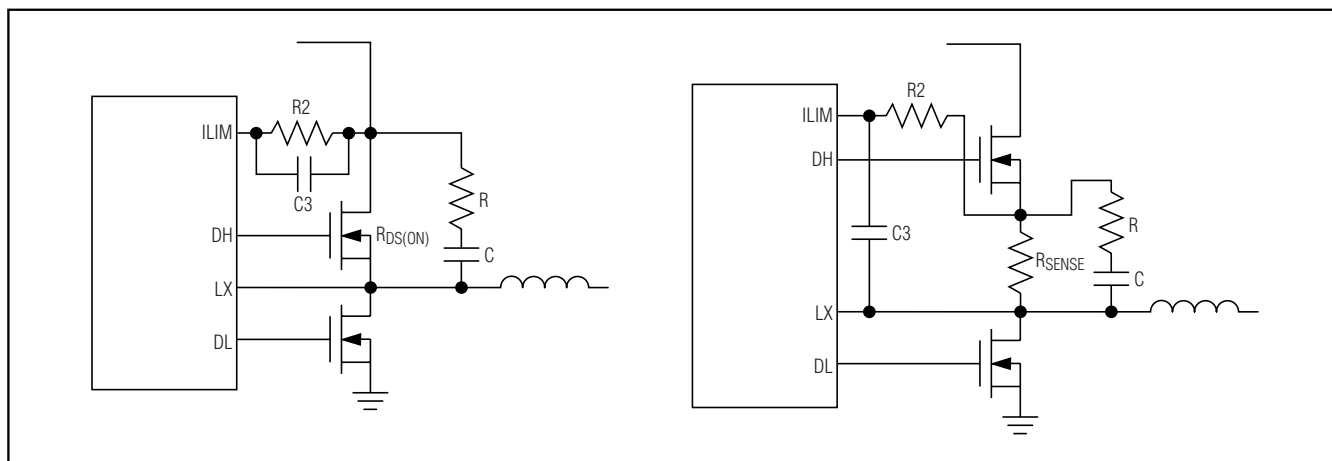 R2
ILIM
C3
R
DH
RDS(ON)
C
LX
DL
R2
ILIM
DH
C3
R
RSENSE
C
LX
DL